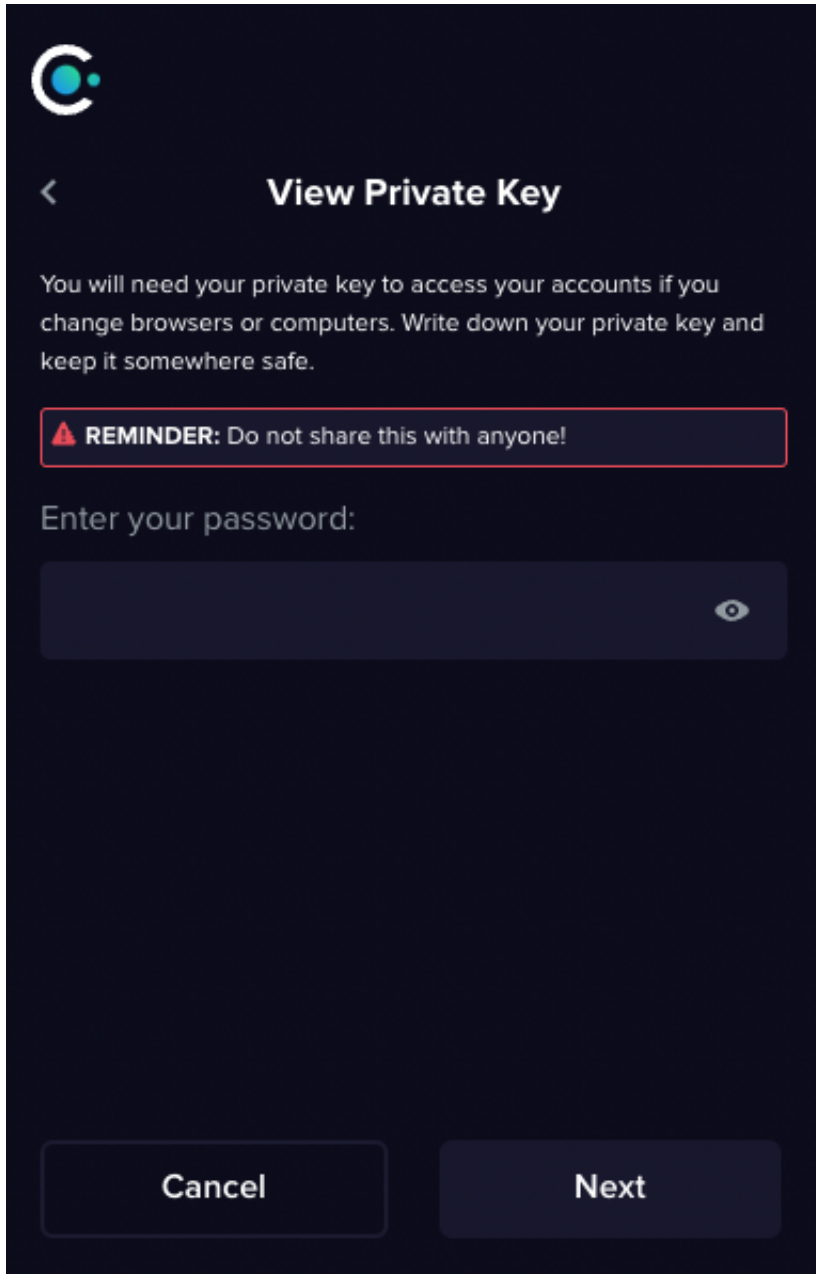 View Private Key
You will need your private key to access your accounts if you
change browsers or computers. Write down your private key and
keep it somewhere safe.
REMINDER: Do not share this with anyone!
Enter your password:
Cancel
Next